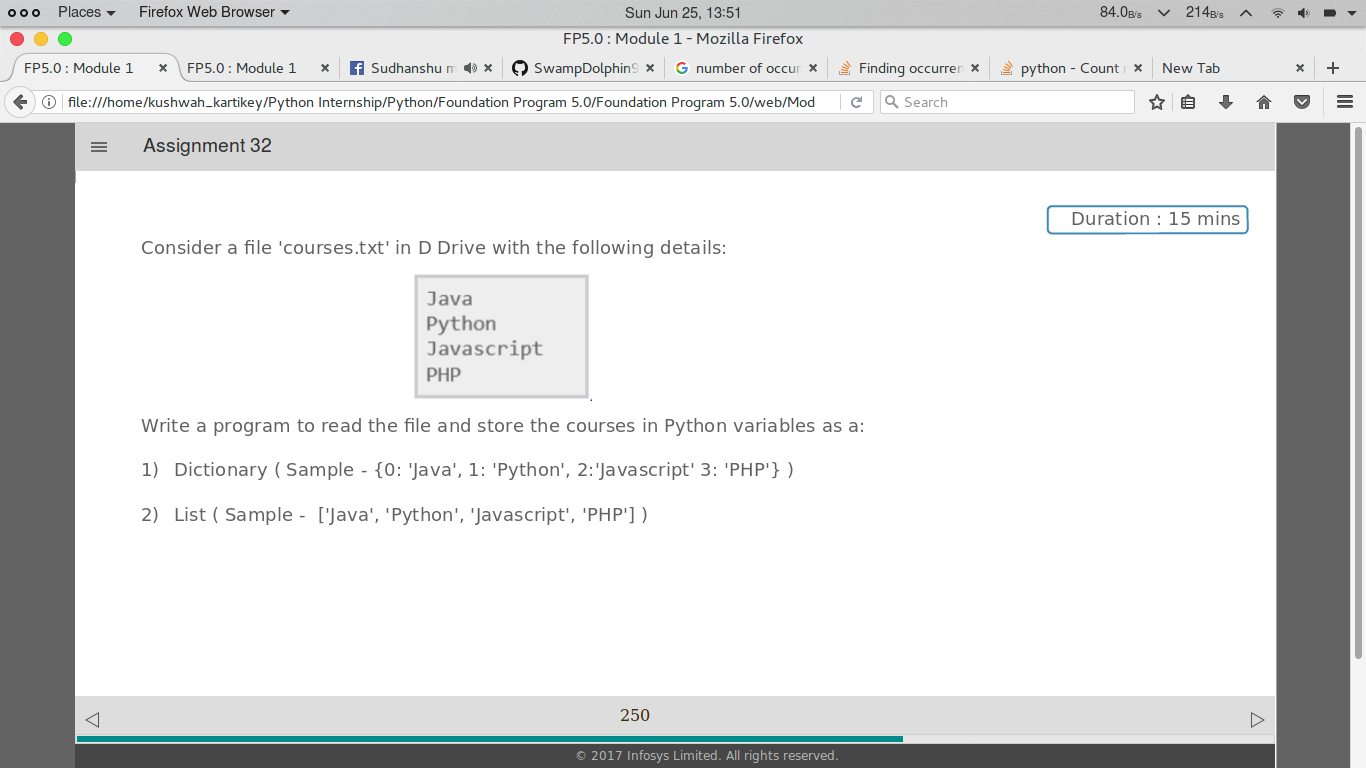 Places
Firefox Web Browser
Sun Jun 25, 13:51
84.0B/s
214B/s
FP5.0 : Module 1 - Mozilla Firefox
FP5.0 : Module 1
FP5.0 : Module 1
Sudhanshu m
SwampDolphin9
number of occur
Finding occurren
python - Count r
New Tab
file:///home/kushwah_kartikey/Python Internship/Python/Foundation Program 5.0/Foundation Program 5.0/web/Mod
Search
Assignment 32
Duration : 15 mins
Consider a file 'courses.txt' in D Drive with the following details:
Java
Python
Javascript
PHP
.
Write a program to read the file and store the courses in Python variables as a:
1) Dictionary ( Sample - {0: 'Java', 1: 'Python', 2:'Javascript' 3: 'PHP'} )
2) List ( Sample - ['Java', 'Python', 'Javascript', 'PHP'] )
250
© 2017 Infosys Limited. All rights reserved.